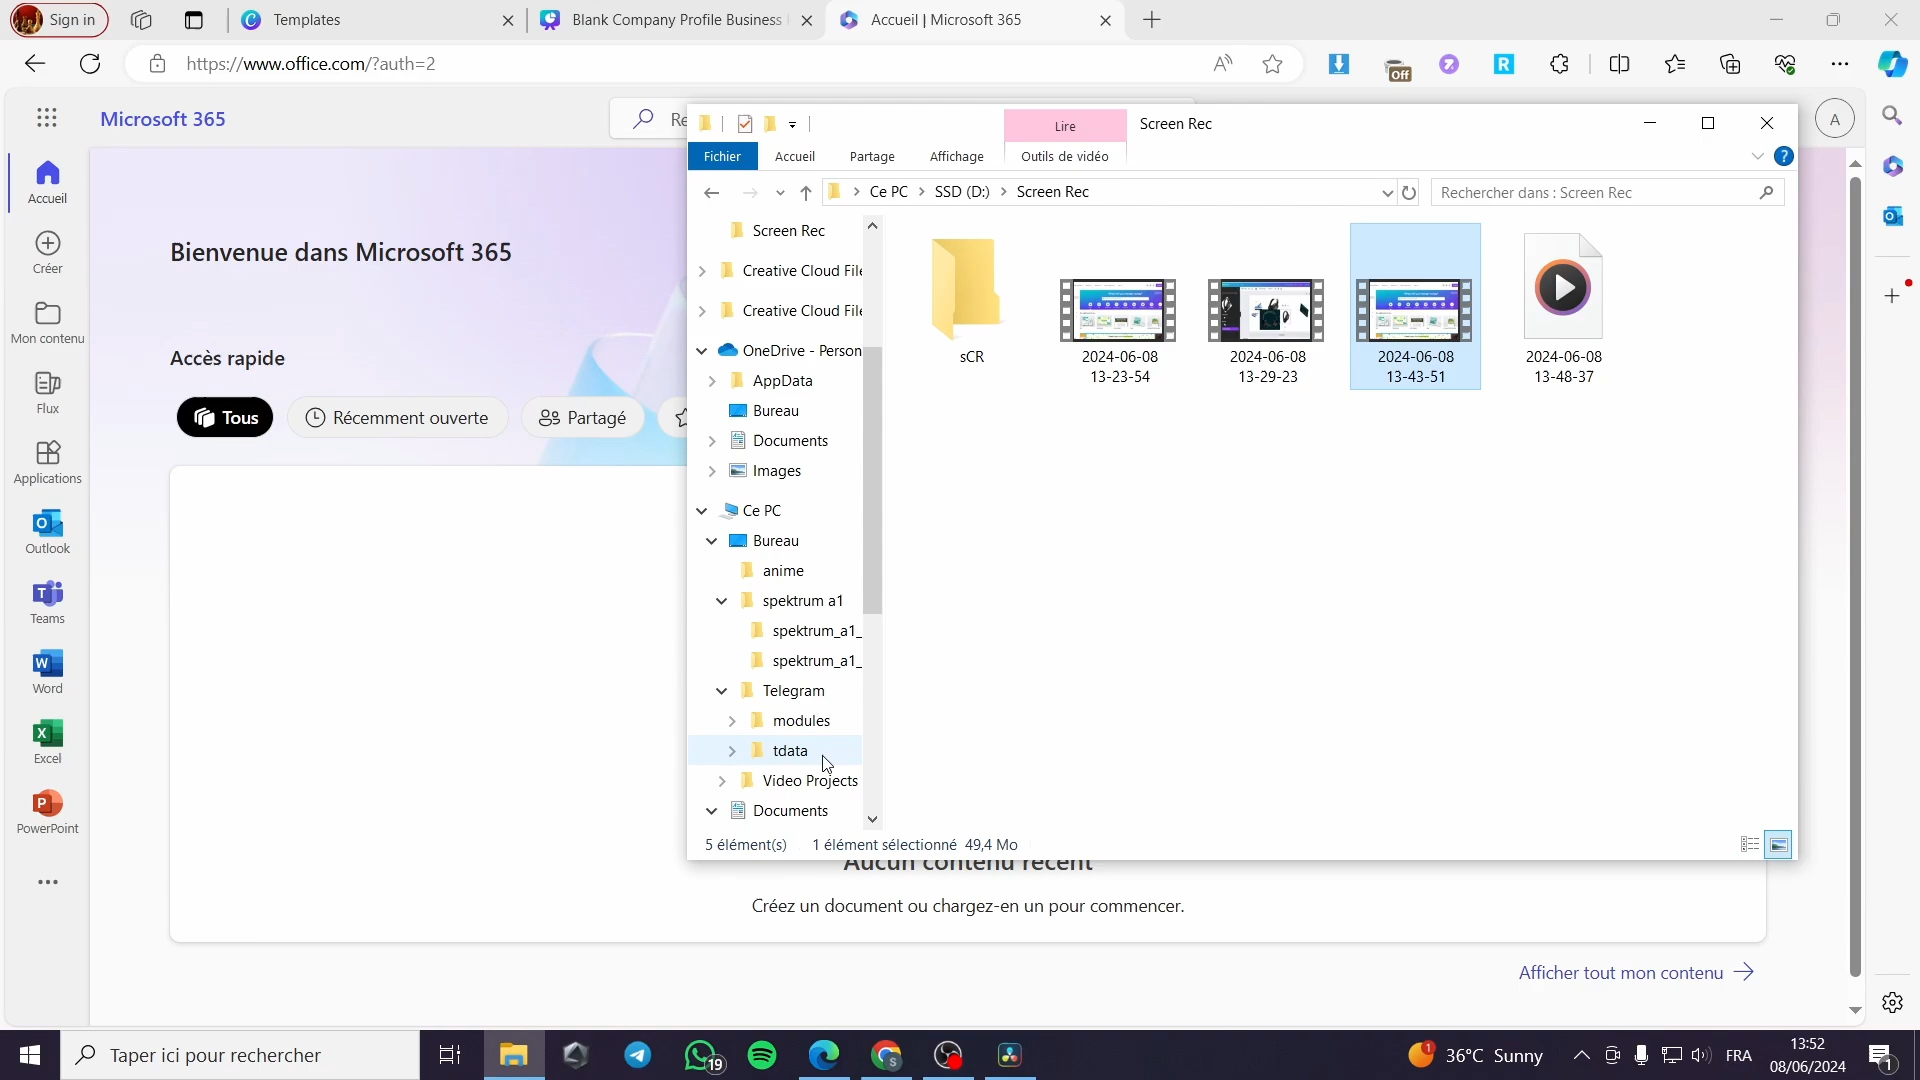 Sign in
Templates
Blank Company Profile Business
Accueil | Microsoft 365
https://www.office.com/?auth=2
Off
Microsoft 365
Re
A
Accueil
Créer
Mon contenu
Flux
Applications
Outlook
Teams
Word
Excel
PowerPoint
Bienvenue dans Microsoft 365
Accès rapide
Tous
Récemment ouverte
Partagé
Aucun contenu récent
Créez un document ou chargez-en un pour commencer.
Afficher tout mon contenu
Lire
Screen Rec
Fichier
Accueil
Partage
Affichage
Outils de vidéo
Ce PC
SSD (D:)
Screen Rec
Rechercher dans : Screen Rec
Screen Rec
Creative Cloud File
Creative Cloud File
OneDrive - Person
AppData
Bureau
Documents
Images
Ce PC
Bureau
anime
spektrum a1
spektrum_a1_
spektrum_a1_
Telegram
modules
tdata
Video Projects
Documents
sCR
2024-06-08
13-23-54
2024-06-08
13-29-23
2024-06-08
13-43-51
2024-06-08
13-48-37
5 élément(s)
1 élément sélectionné 49,4 Mo
Taper ici pour rechercher
19
1
36°C Sunny
FRA
13:52
08/06/2024
1